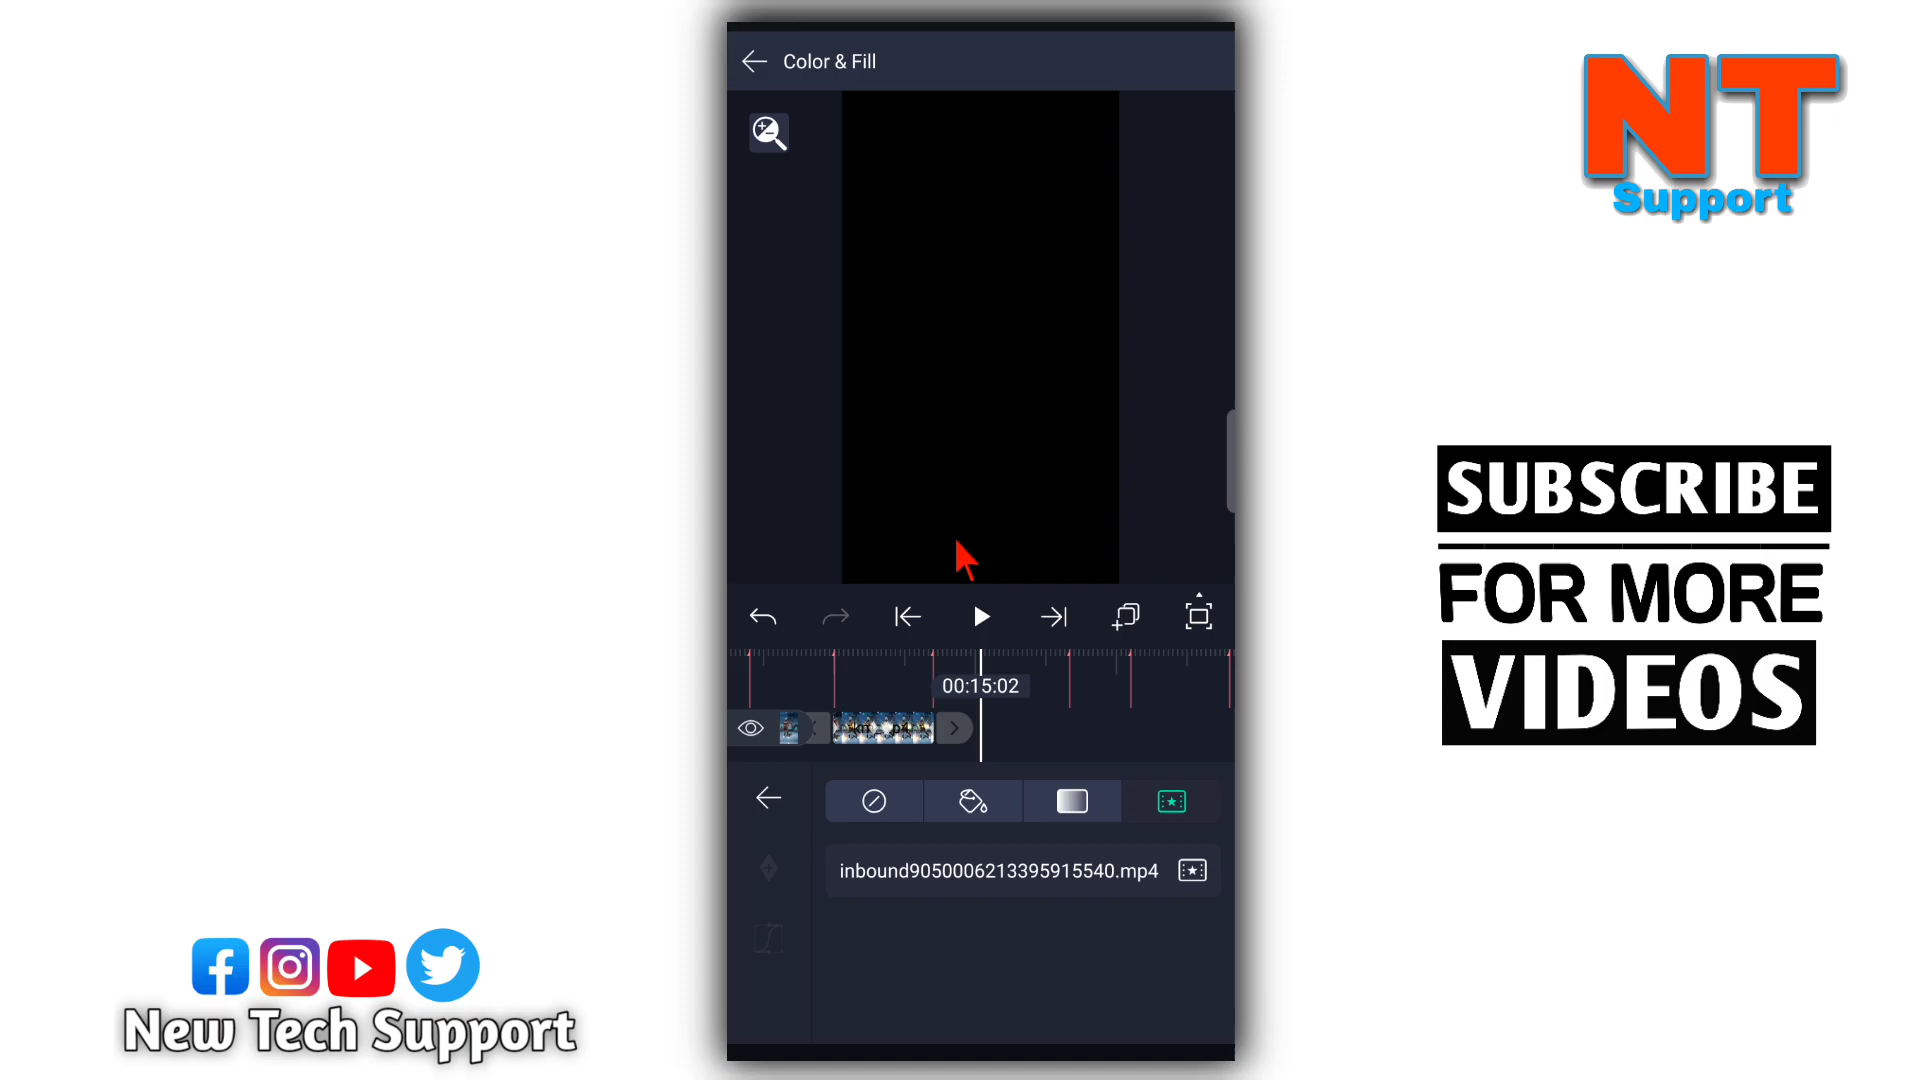 Color & Fill
NT
Support
SUBSCRIBE
FOR MORE
VIDEOS
00:15:02
inbound9050006213395915540.mp4
New Tech Support